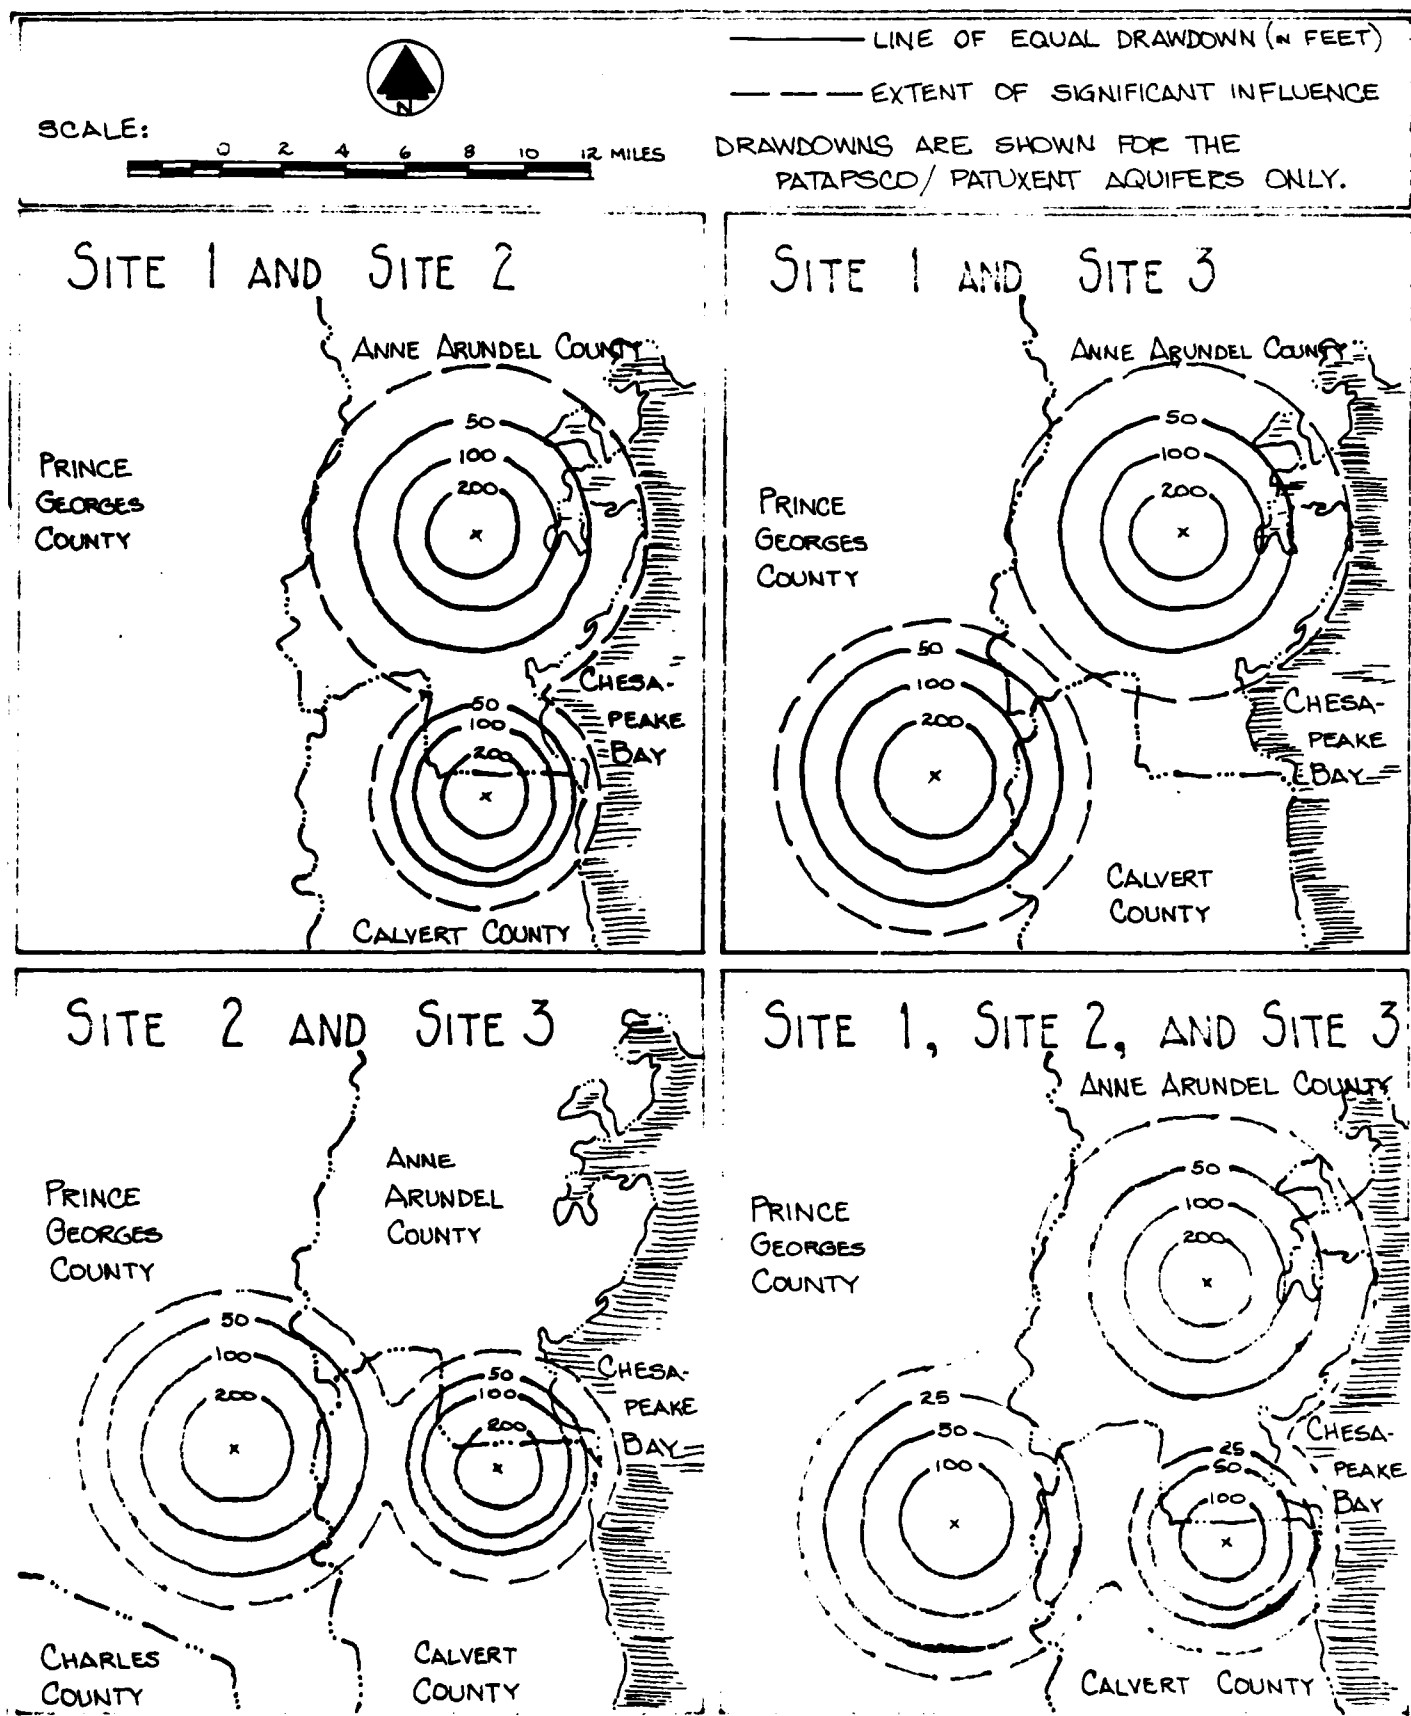 LINE OF EQUAL DRAWDOWN (IN FEET)
EXTENT OF SIGNIFICANT INFLUENCE
N
SCALE:
0 2 4 6 8 10 12 MILES
DRAWDOWNS ARE SHOWN FOR THE
PATAPSCO/ PATUXENT AQUIFERS ONLY.
SITE 1 AND SITE 2
ANNE ARUNDEL COUNTY
50
100
200
x
PRINCE
GEORGES
COUNTY
CHESA-
PEAKE
BAY
50
100
200
x
CALVERT COUNTY
SITE 1 AND SITE 3
ANNE ARUNDEL COUNTY
50
100
200
x
PRINCE
GEORGES
COUNTY
50
100
200
x
CHESA-
PEAKE
BAY
CALVERT
COUNTY
SITE 2 AND SITE 3
ANNE
ARUNDEL
COUNTY
PRINCE
GEORGES
COUNTY
50
100
200
x
50
100
200
x
CHESA-
PEAKE
BAY
CHARLES
COUNTY
CALVERT
COUNTY
SITE 1, SITE 2, AND SITE 3
ANNE ARUNDEL COUNTY
50
100
200
x
PRINCE
GEORGES
COUNTY
25
50
100
x
CHESA-
PEAKE
BAY
25
50
100
x
CALVERT COUNTY